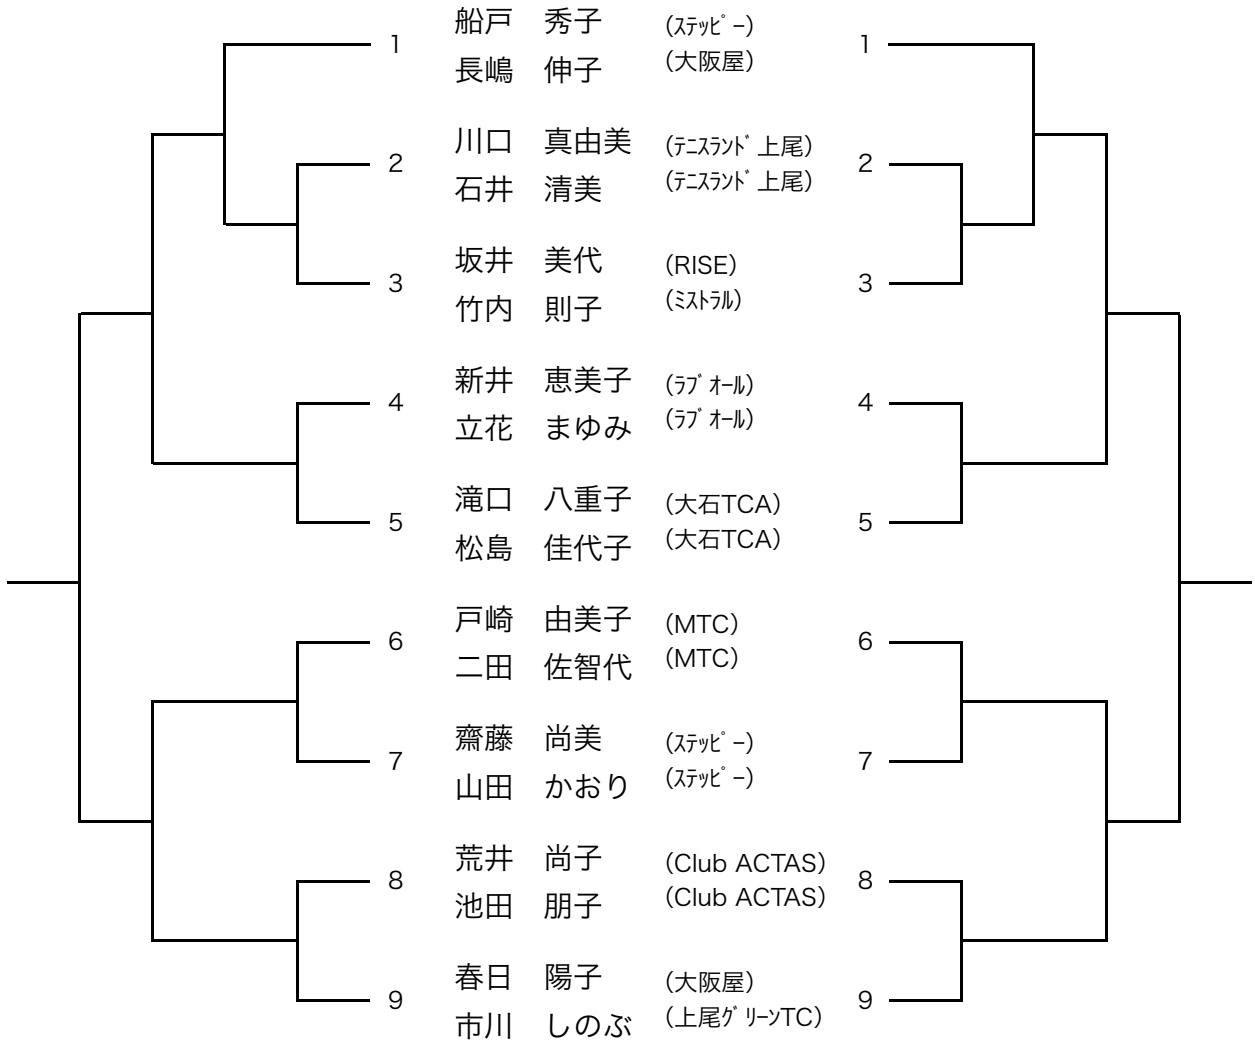 1 船戸 秀子 (ｽﾃｯﾋﾟｰ) 1
長嶋 伸子 (大阪屋)
2 川口 真由美 (ﾃﾆｽﾗﾝﾄﾞ上尾) 2
石井 清美 (ﾃﾆｽﾗﾝﾄﾞ上尾)
3 坂井 美代 (RISE) 3
竹内 則子 (ﾐｽﾄﾗﾙ)
4 新井 恵美子 (ﾗﾌﾞｵｰﾙ) 4
立花 まゆみ (ﾗﾌﾞｵｰﾙ)
5 滝口 八重子 (大石TCA) 5
松島 佳代子 (大石TCA)
6 戸崎 由美子 (MTC) 6
二田 佐智代 (MTC)
7 齋藤 尚美 (ｽﾃｯﾋﾟｰ) 7
山田 かおり (ｽﾃｯﾋﾟｰ)
8 荒井 尚子 (Club ACTAS) 8
池田 朋子 (Club ACTAS)
9 春日 陽子 (大阪屋) 9
市川 しのぶ (上尾ｸﾞﾘｰﾝTC)